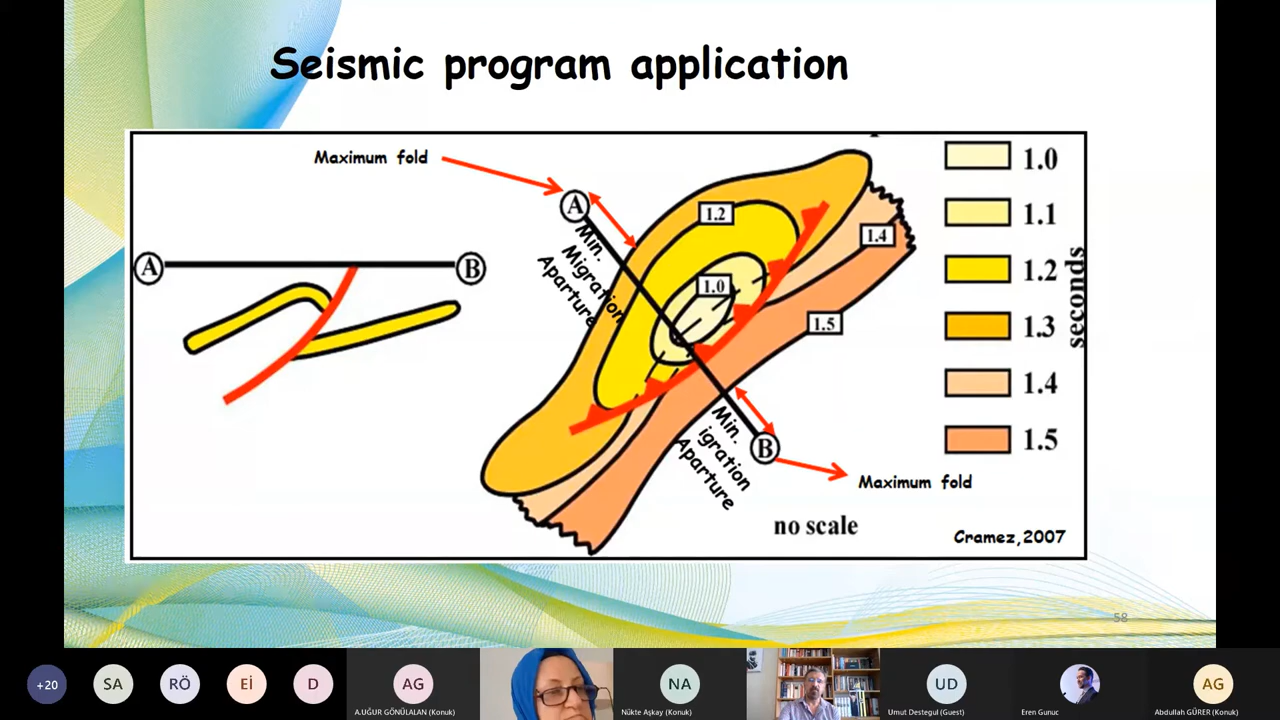 Seismic program application
Maximum fold
A
B
A
Min.
Migration
Aparture
1.2
1.0
1.4
1.5
Min.
igration
Aparture
B
Maximum fold
no scale
Cramez,2007
1.0
1.1
1.2
1.3
1.4
1.5
seconds
58
+20
SA
RÖ
Eİ
D
AG
A.UĞUR GÖNÜLALAN (Konuk)
NA
Nükte Aşkay (Konuk)
UD
Umut Destegül (Guest)
Eren Gunuc
AG
Abdullah GÜRER (Konuk)